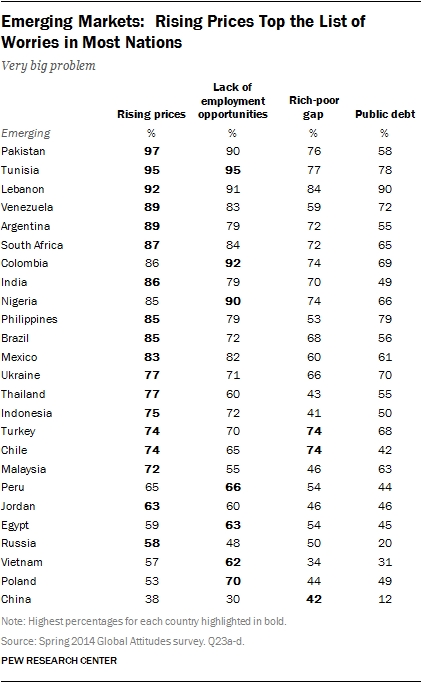 Emerging Markets: Rising Prices Top the List of
Worries in Most Nations
Very big problem
Rising prices Lack of employment opportunities Rich-poor gap Public debt
Emerging % % % %
Pakistan 97 90 76 58
Tunisia 95 95 77 78
Lebanon 92 91 84 90
Venezuela 89 83 59 72
Argentina 89 79 72 55
South Africa 87 84 72 65
Colombia 86 92 74 69
India 86 79 70 49
Nigeria 85 90 74 66
Philippines 85 79 53 79
Brazil 85 72 68 56
Mexico 83 82 60 61
Ukraine 77 71 66 70
Thailand 77 60 43 55
Indonesia 75 72 41 50
Turkey 74 70 74 68
Chile 74 65 74 42
Malaysia 72 55 46 63
Peru 65 66 54 44
Jordan 63 60 46 46
Egypt 59 63 54 45
Russia 58 48 50 20
Vietnam 57 62 34 31
Poland 53 70 44 49
China 38 30 42 12
Note: Highest percentages for each country highlighted in bold.
Source: Spring 2014 Global Attitudes survey. Q23a-d.
PEW RESEARCH CENTER